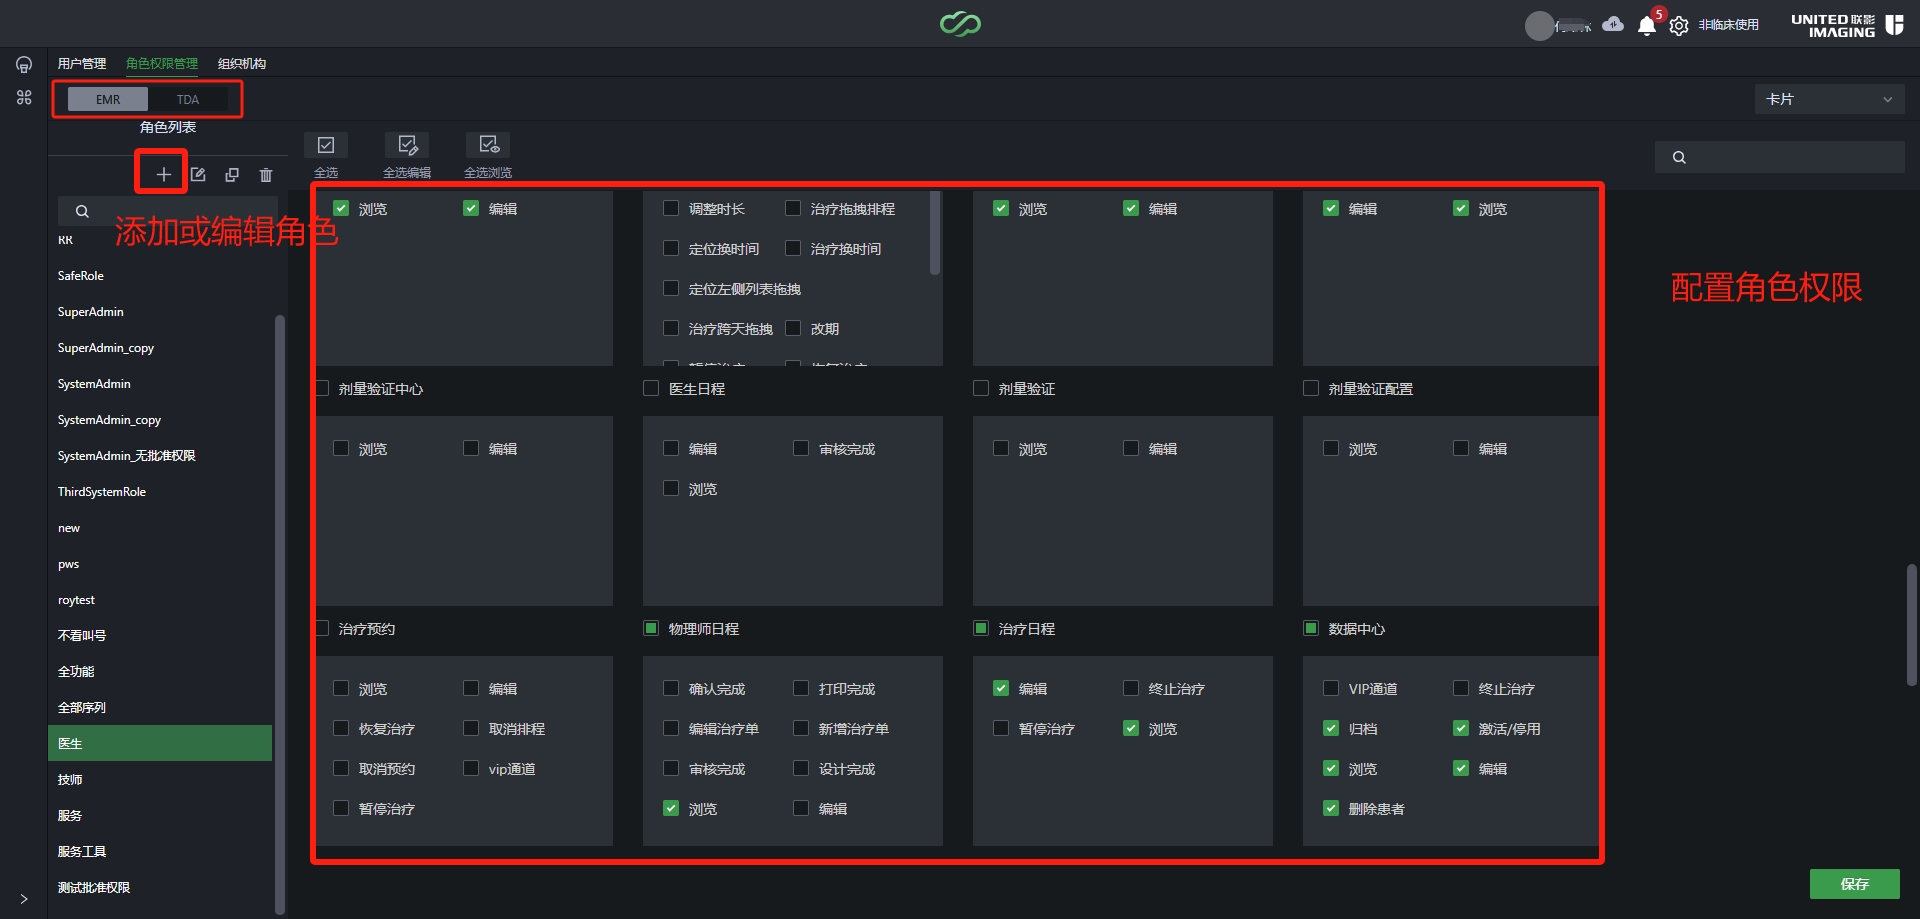 5
非临床使用
UNITED 联影
IMAGING
用户管理 角色权限管理 组织机构
EMR TDA
卡片
角色列表
全选 全选编辑 全选浏览
添加或编辑角色
配置角色权限
RR
SafeRole
SuperAdmin
SuperAdmin_copy
SystemAdmin
SystemAdmin_copy
SystemAdmin_无批准权限
ThirdSystemRole
new
pws
roytest
不看叫号
全功能
全部序列
医生
技师
服务
服务工具
测试批准权限
浏览 编辑
调整时长 治疗拖拽排程
定位换时间 治疗换时间
定位左侧列表拖拽
治疗跨天拖拽 改期
浏览 编辑
编辑 浏览
剂量验证中心
浏览 编辑
医生日程
编辑 审核完成
浏览
剂量验证
浏览 编辑
剂量验证配置
浏览 编辑
治疗预约
浏览 编辑
恢复治疗 取消排程
取消预约 vip通道
暂停治疗
物理师日程
确认完成 打印完成
编辑治疗单 新增治疗单
审核完成 设计完成
浏览 编辑
治疗日程
编辑 终止治疗
暂停治疗 浏览
数据中心
VIP通道 终止治疗
归档 激活/停用
浏览 编辑
删除患者
保存